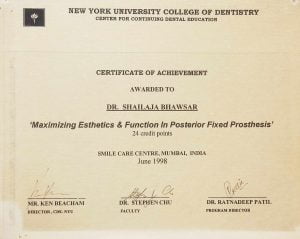 NEW YORK UNIVERSITY COLLEGE OF DENTISTRY
CENTER FOR CONTINUING DENTAL EDUCATION
CERTIFICATE OF ACHIEVEMENT
AWARDED TO
DR. SHAILAJA BHAWSAR
'Maximizing Esthetics & Function In Posterior Fixed Prosthesis'
24 credit points
SMILE CARE CENTRE, MUMBAI, INDIA
June 1998
MR. KEN BEACHAM
DIRECTOR, CDE, NYU
DR. STEPHEN CHU
FACULTY
DR. RATNADEEP PATIL
PROGRAM DIRECTOR